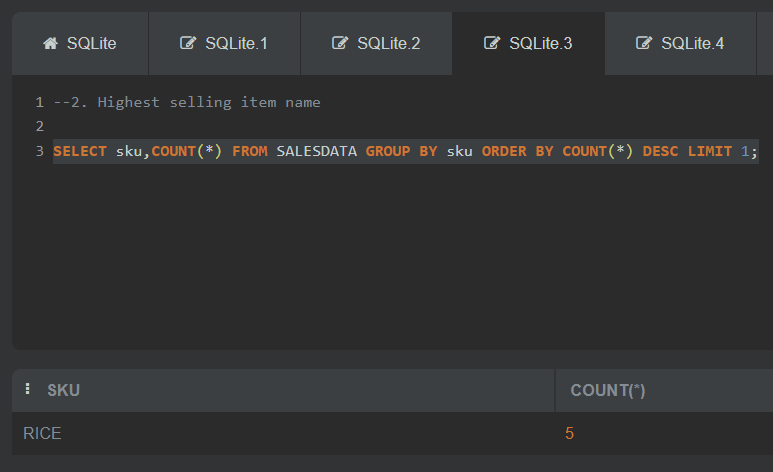 SQLite SQLite.1 SQLite.2 SQLite.3 SQLite.4
1 --2. Highest selling item name
2
3 SELECT sku,COUNT(*) FROM SALESDATA GROUP BY sku ORDER BY COUNT(*) DESC LIMIT 1;
SKU COUNT(*)
RICE 5